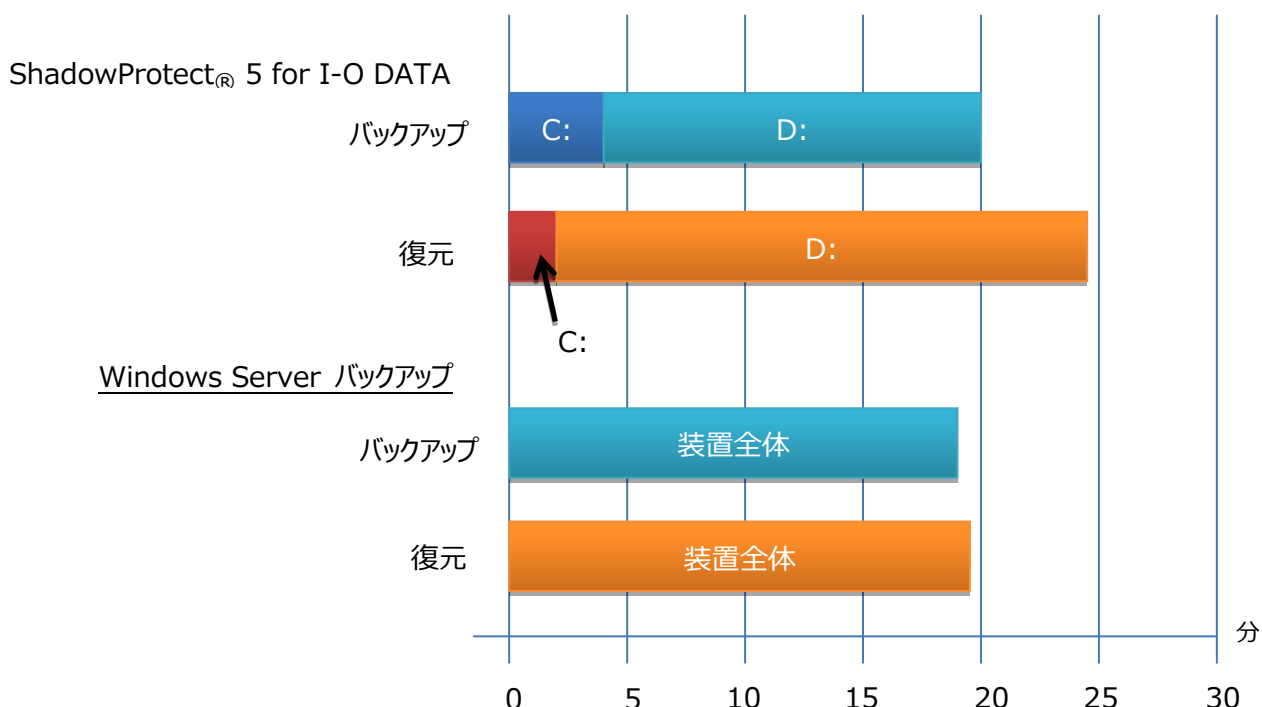 ShadowProtect® 5 for I-O DATA
バックアップ
C:
D:
復元
D:
C:
Windows Server バックアップ
バックアップ
装置全体
復元
装置全体
分
0 5 10 15 20 25 30